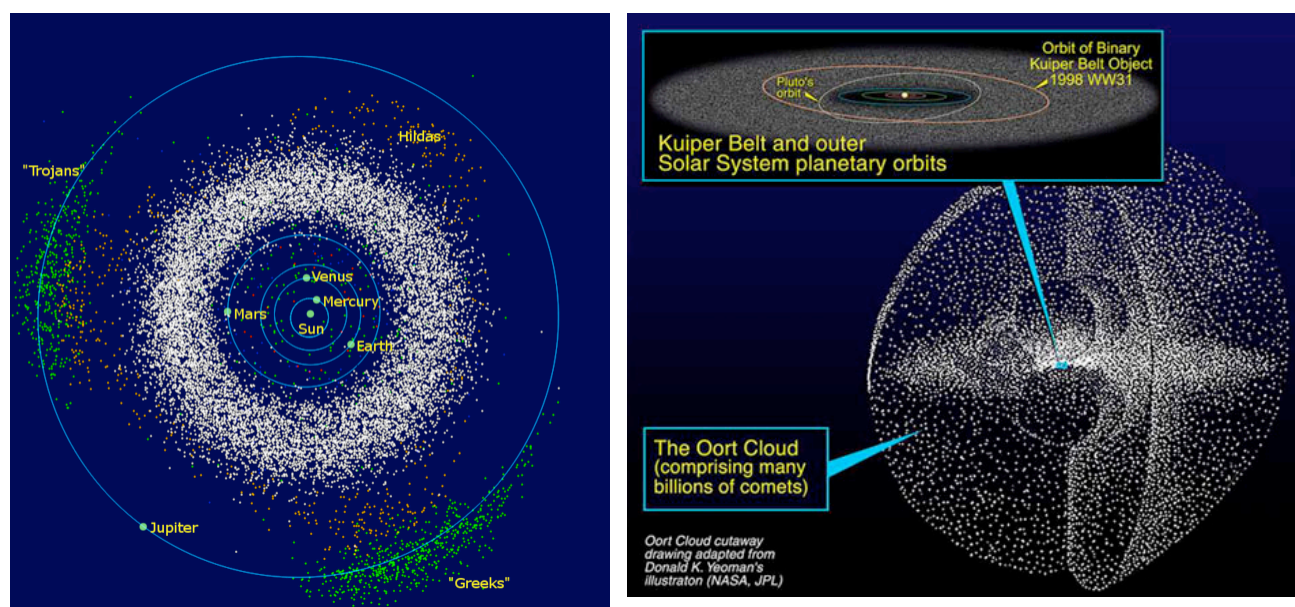 Hildas
"Trojans"
Venus
Mercury
Mars
Sun
Earth
Jupiter
"Greeks"
Orbit of Binary
Kuiper Belt Object
1998 WW31
Pluto's
orbit
Kuiper Belt and outer
Solar System planetary orbits
The Oort Cloud
(comprising many
billions of comets)
Oort Cloud cutaway
drawing adapted from
Donald K. Yeoman's
illustraton (NASA, JPL)